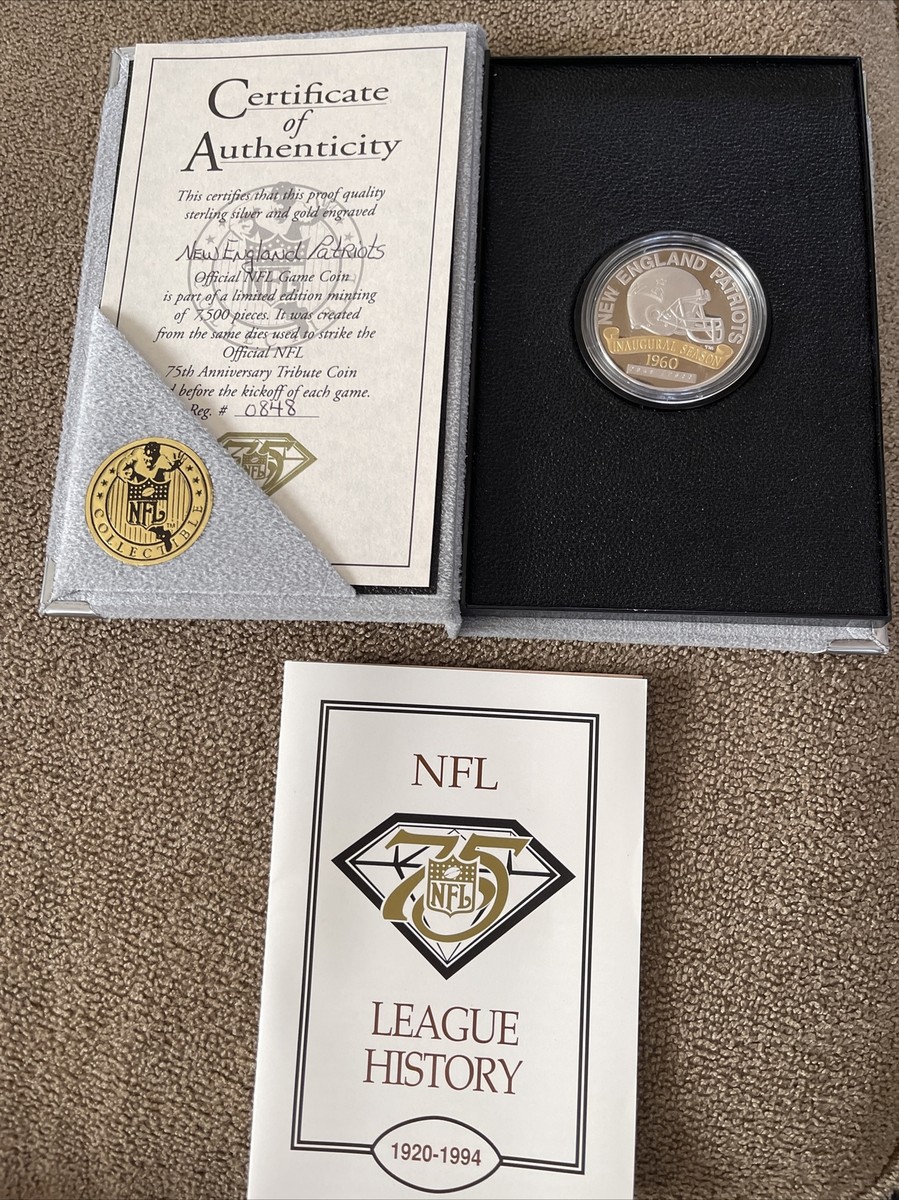 Certificate
of
Authenticity
This certifies that this proof quality
sterling silver and gold engraved
New England Patriots
Official NFL Game Coin
is part of a limited edition minting
of 7,500 pieces. It was created
from the same dies used to strike the
Official NFL
75th Anniversary Tribute Coin
before the kickoff of each game.
Reg. # 0848
75
NFL
NFL
TM
COLLECTIBLE
NEW ENGLAND PATRIOTS
INAUGURAL SEASON
1960
NFL
75
NFL
LEAGUE
HISTORY
1920-1994